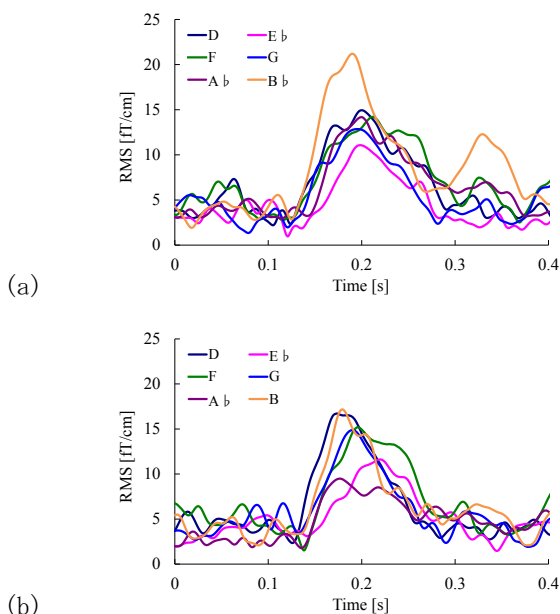 25
D E♭
20
F G
A♭ B♭
15
RMS [fT/cm]
10
5
0
0 0.1 0.2 0.3 0.4
(a) Time [s]
25
D E♭
20
F G
A♭ B
15
RMS [fT/cm]
10
5
0
0 0.1 0.2 0.3 0.4
(b) Time [s]